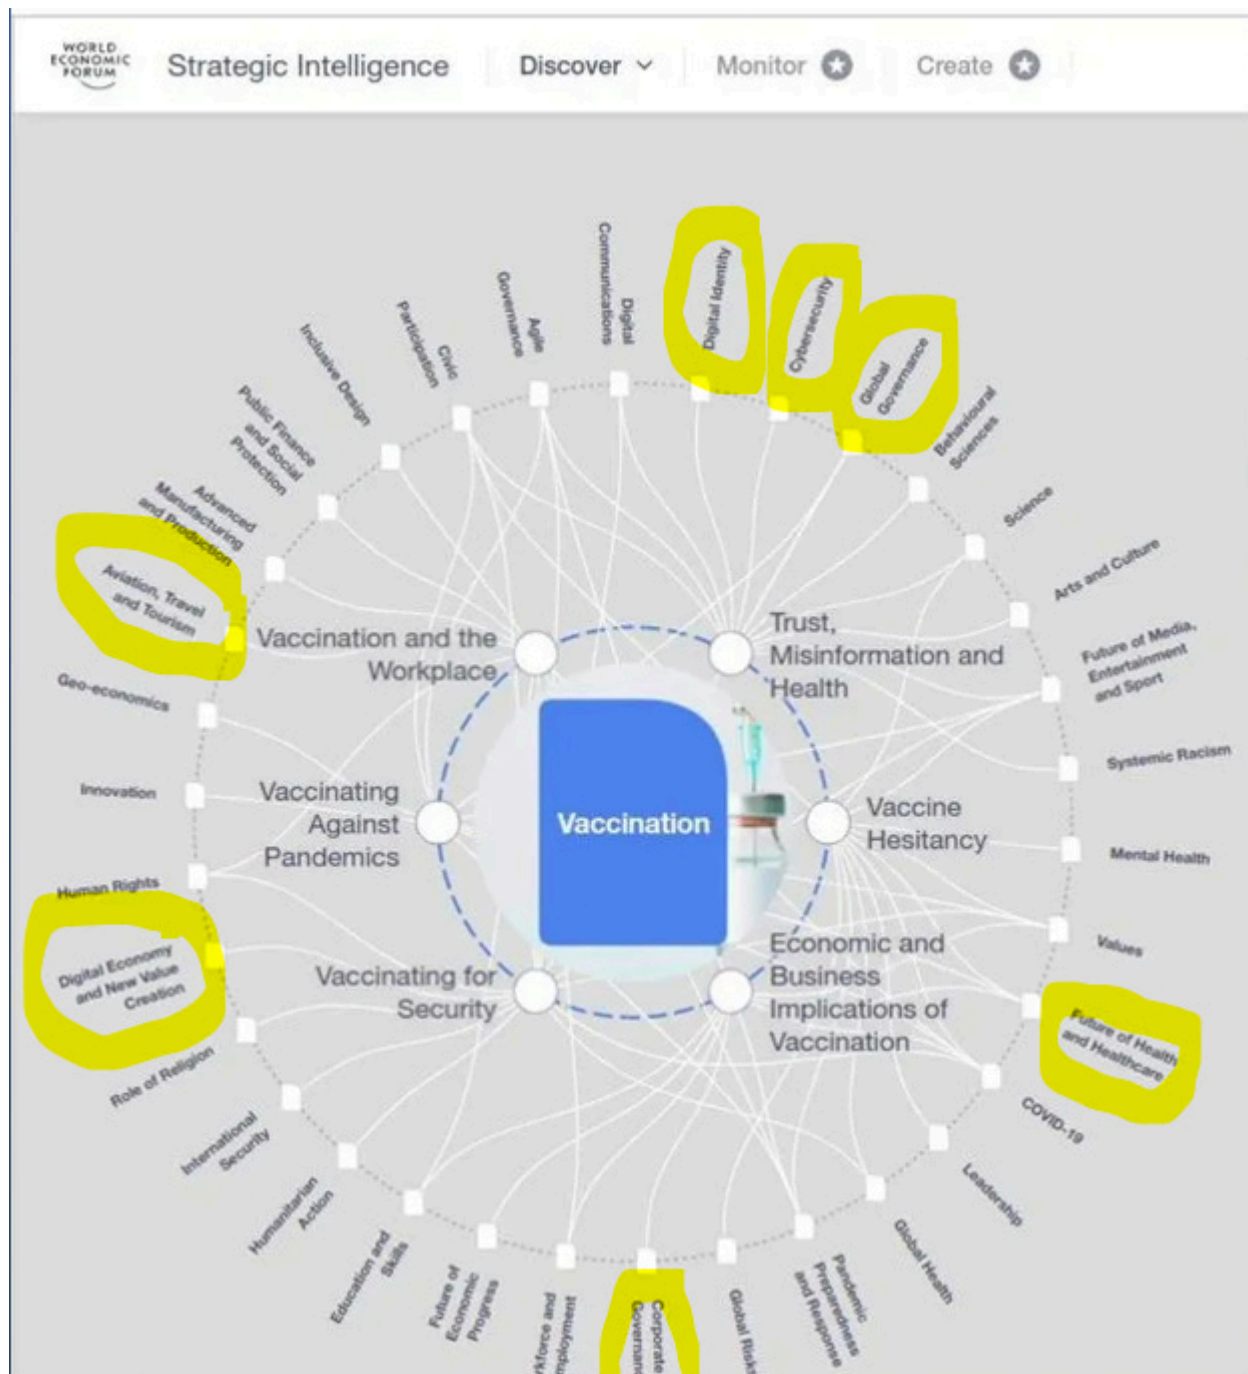 WORLD
ECONOMIC
FORUM
Strategic Intelligence
Discover
Monitor
Create
Digital
Communications
Digital Identity
Cybersecurity
Global
Governance
Behavioural
Sciences
Science
Arts and Culture
Future of Media,
Entertainment
and Sport
Systemic Racism
Mental Health
Values
Future of Health
and Healthcare
COVID-19
Leadership
Global Health
Pandemic
Preparedness
and Response
Global Risks
Corporate
Governanc
rkforce and
mployment
Future of
Economic
Progress
Education and
Skills
Humanitarian
Action
International
Security
Role of Religion
Digital Economy
and New Value
Creation
Human Rights
Innovation
Geo-economics
Aviation, Travel
and Tourism
Advanced
Manufacturing
and Production
Public Finance
and Social
Protection
Inclusive Design
Civic
Participation
Agile
Governance
Vaccination and the
Workplace
Trust,
Misinformation and
Health
Vaccinating
Against
Pandemics
Vaccination
Vaccine
Hesitancy
Vaccinating for
Security
Economic and
Business
Implications of
Vaccination